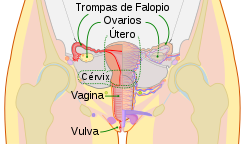 Trompas de Falopio
Ovarios
Útero
Cérvix
Vagina
Vulva